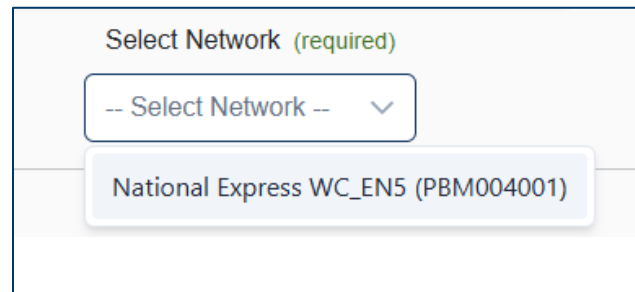 Select Network (required)
-- Select Network --
National Express WC_EN5 (PBM004001)